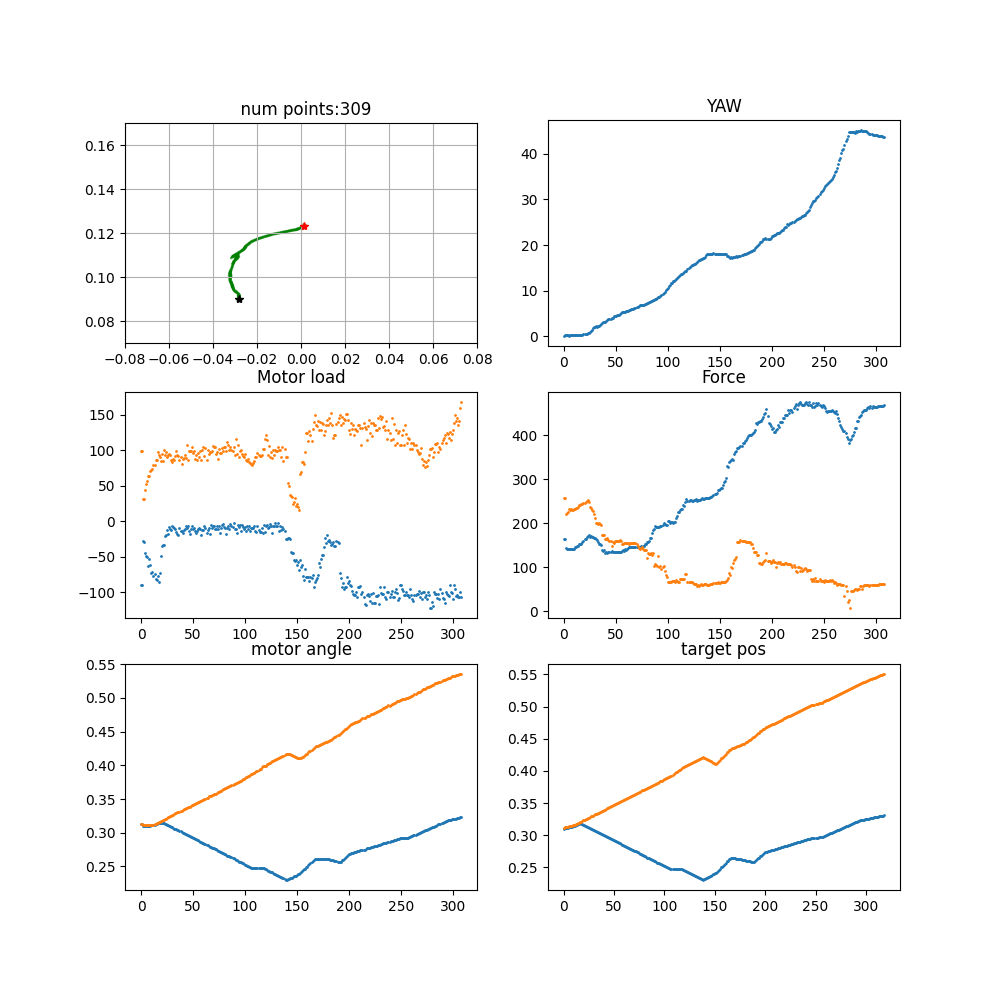 num points:309
YAW
0.16
0.14
0.12
0.10
0.08
−0.08 −0.06 −0.04 −0.02 0.00 0.02 0.04 0.06 0.08
40
30
20
10
0
0 50 100 150 200 250 300
Motor load
Force
150
100
50
0
−50
−100
0 50 100 150 200 250 300
400
300
200
100
0
0 50 100 150 200 250 300
motor angle
target pos
0.55
0.50
0.45
0.40
0.35
0.30
0.25
0 50 100 150 200 250 300
0.55
0.50
0.45
0.40
0.35
0.30
0.25
0 50 100 150 200 250 300